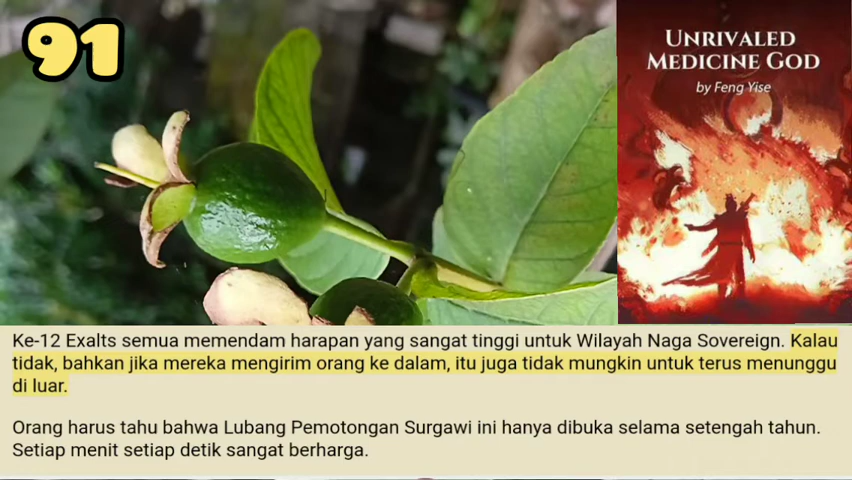 91
UNRIVALED
MEDICINE GOD
by Feng Yise
Ke-12 Exalts semua memendam harapan yang sangat tinggi untuk Wilayah Naga Sovereign. Kalau
tidak, bahkan jika mereka mengirim orang ke dalam, itu juga tidak mungkin untuk terus menunggu
di luar.
Orang harus tahu bahwa Lubang Pemotongan Surgawi ini hanya dibuka selama setengah tahun.
Setiap menit setiap detik sangat berharga.